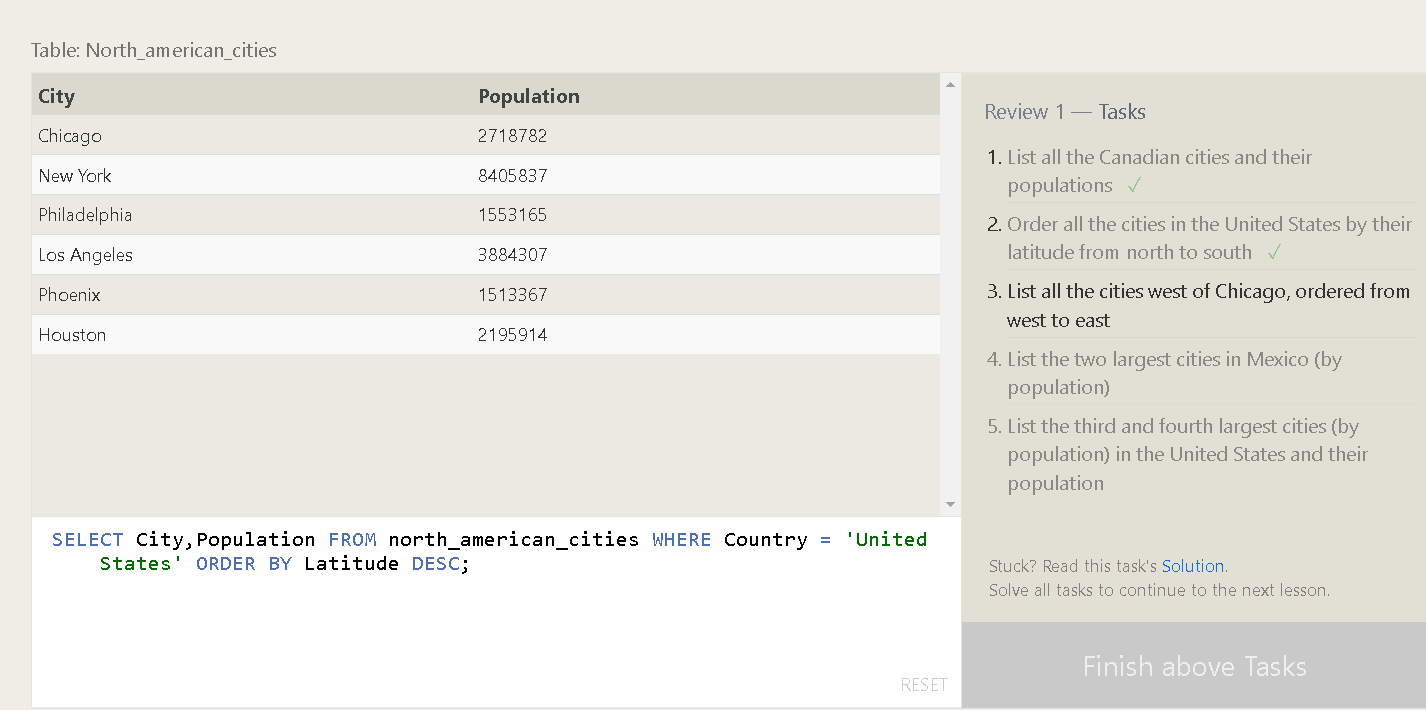 Table: North_american_cities
City Population
Chicago 2718782
New York 8405837
Philadelphia 1553165
Los Angeles 3884307
Phoenix 1513367
Houston 2195914
SELECT City,Population FROM north_american_cities WHERE Country = 'United
States' ORDER BY Latitude DESC;
RESET
Review 1 — Tasks
1. List all the Canadian cities and their
populations ✓
2. Order all the cities in the United States by their
latitude from north to south ✓
3. List all the cities west of Chicago, ordered from
west to east
4. List the two largest cities in Mexico (by
population)
5. List the third and fourth largest cities (by
population) in the United States and their
population
Stuck? Read this task's Solution.
Solve all tasks to continue to the next lesson.
Finish above Tasks